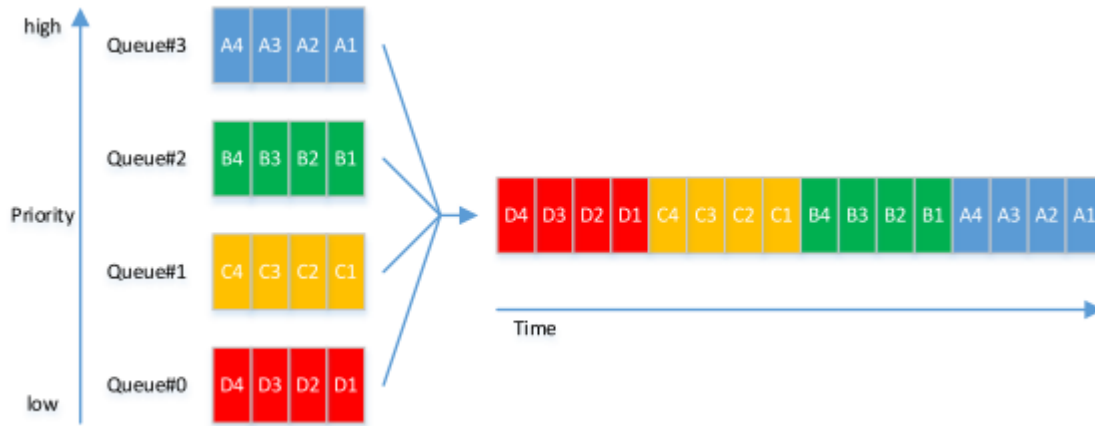 high
Queue#3
A4 A3 A2 A1
Queue#2
B4 B3 B2 B1
Priority
D4 D3 D2 D1 C4 C3 C2 C1 B4 B3 B2 B1 A4 A3 A2 A1
Queue#1
C4 C3 C2 C1
Time
Queue#0
D4 D3 D2 D1
low